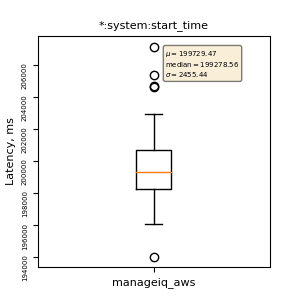 *:system:start_time
μ=199729.47
median=199278.56
σ=2455.44
Latency, ms
206000
204000
202000
200000
198000
196000
194000
manageiq_aws